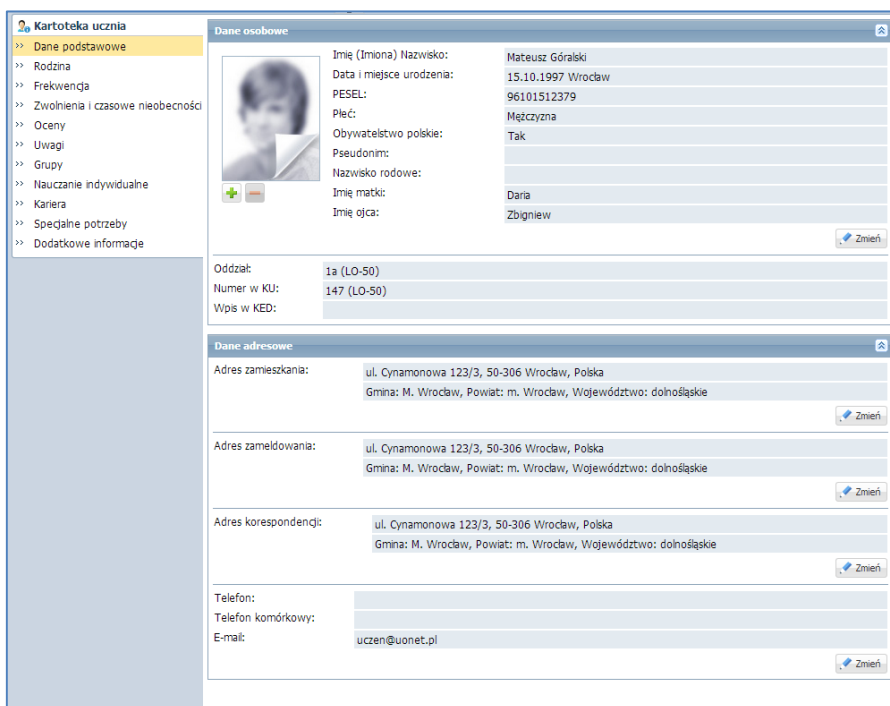 Kartoteka ucznia
Dane podstawowe
Rodzina
Frekwencja
Zwolnienia i czasowe nieobecności
Oceny
Uwagi
Grupy
Nauczanie indywidualne
Kariera
Specjalne potrzeby
Dodatkowe informacje
Dane osobowe
Imię (Imiona) Nazwisko: Mateusz Góralski
Data i miejsce urodzenia: 15.10.1997 Wrocław
PESEL: 96101512379
Płeć: Mężczyzna
Obywatelstwo polskie: Tak
Pseudonim:
Nazwisko rodowe:
Imię matki: Daria
Imię ojca: Zbigniew
Zmień
Oddział: 1a (LO-50)
Numer w KU: 147 (LO-50)
Wpis w KED:
Dane adresowe
Adres zamieszkania: ul. Cynamonowa 123/3, 50-306 Wrocław, Polska
Gmina: M. Wrocław, Powiat: m. Wrocław, Województwo: dolnośląskie
Zmień
Adres zameldowania: ul. Cynamonowa 123/3, 50-306 Wrocław, Polska
Gmina: M. Wrocław, Powiat: m. Wrocław, Województwo: dolnośląskie
Zmień
Adres korespondencji: ul. Cynamonowa 123/3, 50-306 Wrocław, Polska
Gmina: M. Wrocław, Powiat: m. Wrocław, Województwo: dolnośląskie
Zmień
Telefon:
Telefon komórkowy:
E-mail: uczen@uonet.pl
Zmień